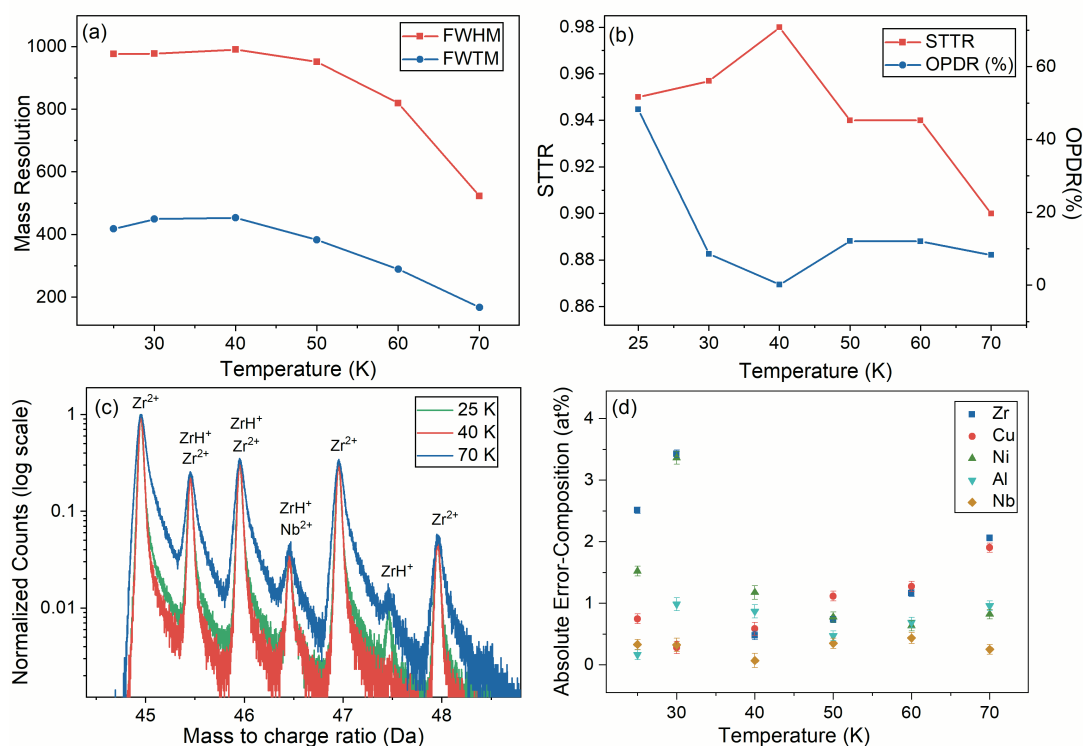 (a)
FWHM
FWTM
1000
800
600
400
200
Mass Resolution
30
40
50
60
70
Temperature (K)
(b)
STTR
OPDR (%)
0.98
0.96
0.94
0.92
0.90
0.88
0.86
STTR
60
40
20
0
OPDR(%)
25
30
40
50
60
70
Temperature (K)
(c)
25 K
40 K
70 K
Zr2+
ZrH+
Zr2+
ZrH+
Zr2+
ZrH+
Nb2+
Zr2+
ZrH+
Zr2+
1
0.1
0.01
Normalized Counts (log scale)
45
46
47
48
Mass to charge ratio (Da)
(d)
Zr
Cu
Ni
Al
Nb
4
3
2
1
0
Absolute Error-Composition (at%)
30
40
50
60
70
Temperature (K)